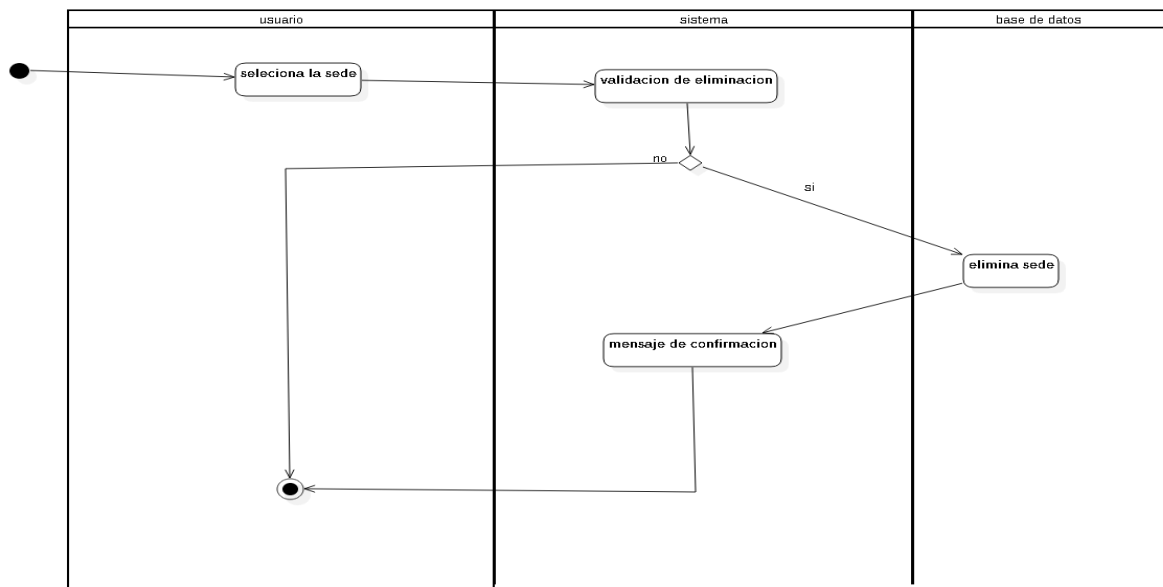 usuario
sistema
base de datos
seleciona la sede
validacion de eliminacion
no
si
elimina sede
mensaje de confirmacion